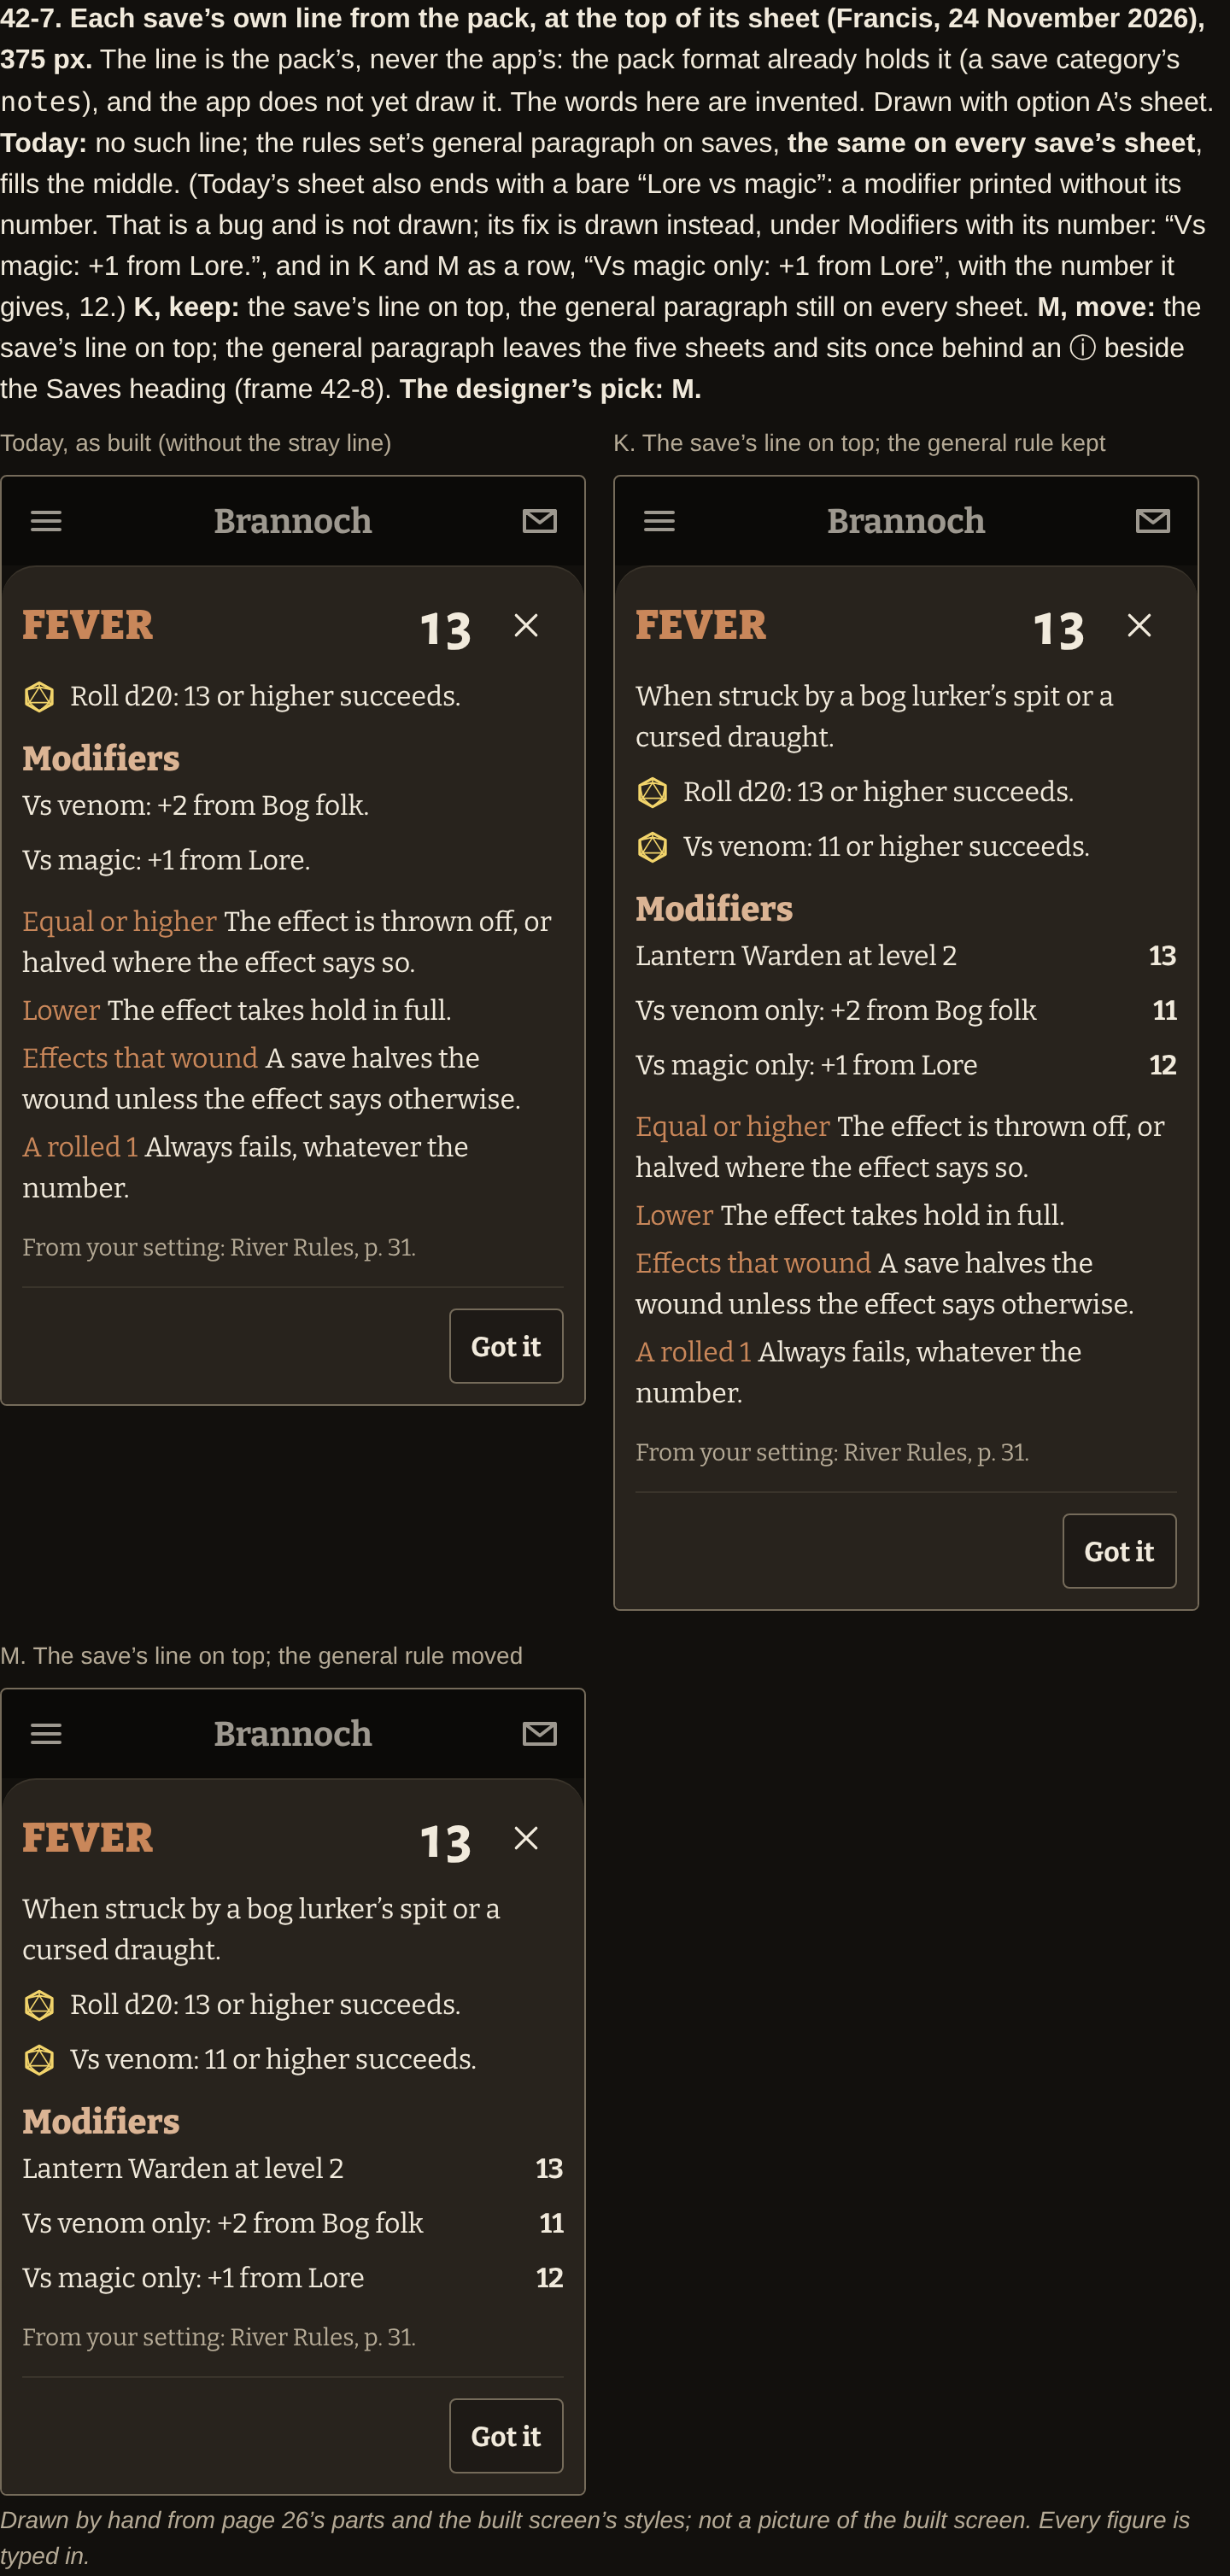 42-7. Each save’s own line from the pack, at the top of its sheet (Francis, 24 November 2026),
375 px. The line is the pack’s, never the app’s: the pack format already holds it (a save category’s
notes), and the app does not yet draw it. The words here are invented. Drawn with option A’s sheet.
Today: no such line; the rules set’s general paragraph on saves, the same on every save’s sheet,
fills the middle. (Today’s sheet also ends with a bare “Lore vs magic”: a modifier printed without its
number. That is a bug and is not drawn; its fix is drawn instead, under Modifiers with its number: “Vs
magic: +1 from Lore.”, and in K and M as a row, “Vs magic only: +1 from Lore”, with the number it
gives, 12.) K, keep: the save’s line on top, the general paragraph still on every sheet. M, move: the
save’s line on top; the general paragraph leaves the five sheets and sits once behind an ⓘ beside
the Saves heading (frame 42-8). The designer’s pick: M.
Today, as built (without the stray line)
Brannoch
FEVER 13
Roll d20: 13 or higher succeeds.
Modifiers
Vs venom: +2 from Bog folk.
Vs magic: +1 from Lore.
Equal or higher The effect is thrown off, or
halved where the effect says so.
Lower The effect takes hold in full.
Effects that wound A save halves the
wound unless the effect says otherwise.
A rolled 1 Always fails, whatever the
number.
From your setting: River Rules, p. 31.
Got it
K. The save’s line on top; the general rule kept
Brannoch
FEVER 13
When struck by a bog lurker’s spit or a
cursed draught.
Roll d20: 13 or higher succeeds.
Vs venom: 11 or higher succeeds.
Modifiers
Lantern Warden at level 2 13
Vs venom only: +2 from Bog folk 11
Vs magic only: +1 from Lore 12
Equal or higher The effect is thrown off, or
halved where the effect says so.
Lower The effect takes hold in full.
Effects that wound A save halves the
wound unless the effect says otherwise.
A rolled 1 Always fails, whatever the
number.
From your setting: River Rules, p. 31.
Got it
M. The save’s line on top; the general rule moved
Brannoch
FEVER 13
When struck by a bog lurker’s spit or a
cursed draught.
Roll d20: 13 or higher succeeds.
Vs venom: 11 or higher succeeds.
Modifiers
Lantern Warden at level 2 13
Vs venom only: +2 from Bog folk 11
Vs magic only: +1 from Lore 12
From your setting: River Rules, p. 31.
Got it
Drawn by hand from page 26’s parts and the built screen’s styles; not a picture of the built screen. Every figure is
typed in.